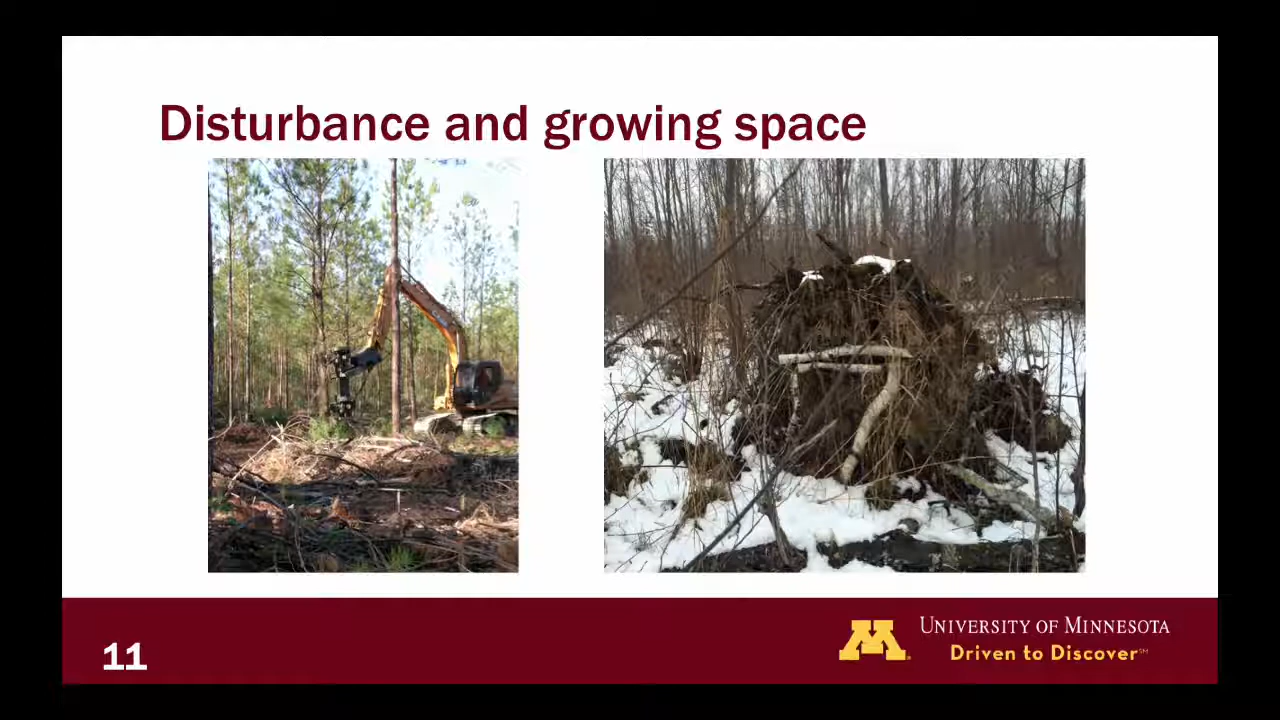 Disturbance and growing space
11
UNIVERSITY OF MINNESOTA
Driven to Discover℠